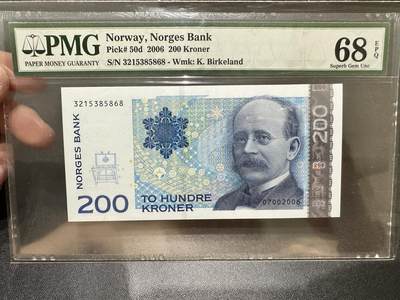 PMG
PAPER MONEY GUARANTY
Norway, Norges Bank
Pick# 50d 2006 200 Kroner
S/N 3215385868 - Wmk: K. Birkeland
68 EPQ
Superb Gem Unc
3215385868
NORGES BANK
200
TO HUNDRE
KRONER
07002006
200